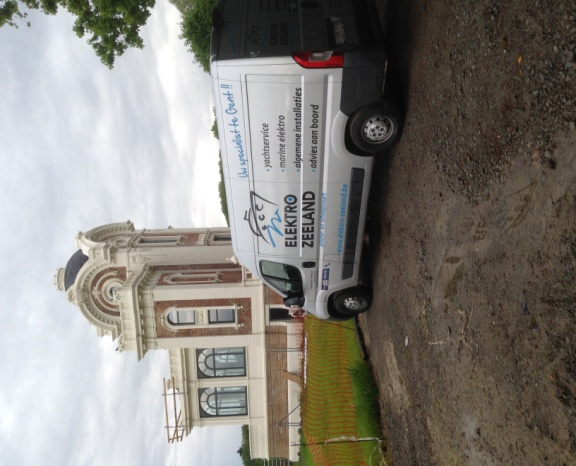 Uw specialist te Gent !!
• yachtservice
• marine elektro
• algemene installaties
• advies aan boord
ELEKTRO
ZEELAND
www.elektro-zeeland.be